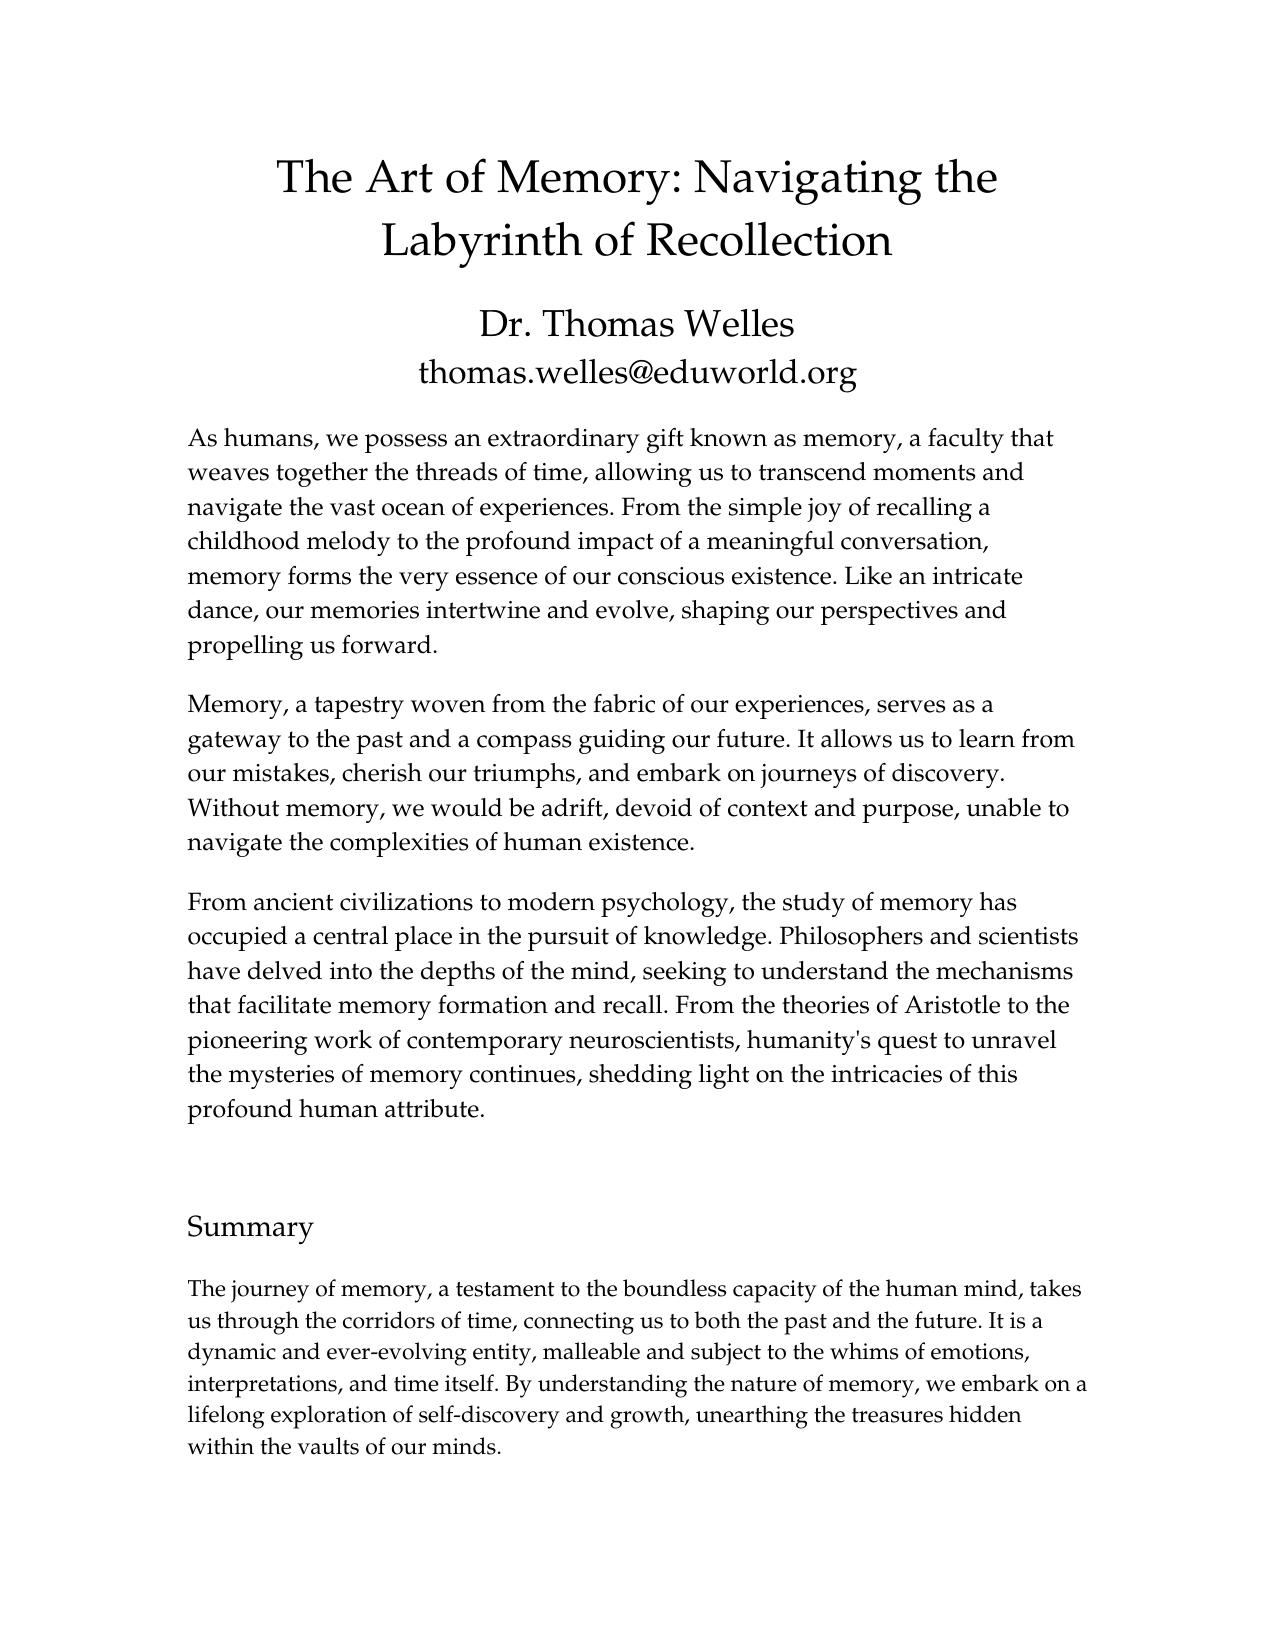 The Art of Memory: Navigating the
Labyrinth of Recollection
Dr. Thomas Welles
thomas.welles@eduworld.org
As humans, we possess an extraordinary gift known as memory, a faculty that
weaves together the threads of time, allowing us to transcend moments and
navigate the vast ocean of experiences. From the simple joy of recalling a
childhood melody to the profound impact of a meaningful conversation,
memory forms the very essence of our conscious existence. Like an intricate
dance, our memories intertwine and evolve, shaping our perspectives and
propelling us forward.
Memory, a tapestry woven from the fabric of our experiences, serves as a
gateway to the past and a compass guiding our future. It allows us to learn from
our mistakes, cherish our triumphs, and embark on journeys of discovery.
Without memory, we would be adrift, devoid of context and purpose, unable to
navigate the complexities of human existence.
From ancient civilizations to modern psychology, the study of memory has
occupied a central place in the pursuit of knowledge. Philosophers and scientists
have delved into the depths of the mind, seeking to understand the mechanisms
that facilitate memory formation and recall. From the theories of Aristotle to the
pioneering work of contemporary neuroscientists, humanity's quest to unravel
the mysteries of memory continues, shedding light on the intricacies of this
profound human attribute.
Summary
The journey of memory, a testament to the boundless capacity of the human mind, takes
us through the corridors of time, connecting us to both the past and the future. It is a
dynamic and ever-evolving entity, malleable and subject to the whims of emotions,
interpretations, and time itself. By understanding the nature of memory, we embark on a
lifelong exploration of self-discovery and growth, unearthing the treasures hidden
within the vaults of our minds.